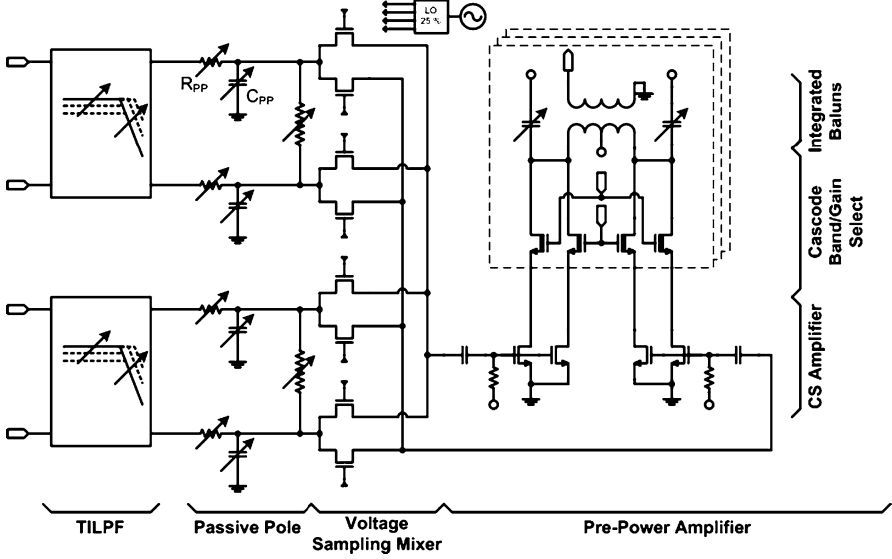 LO
25 %
R_PP
C_PP
Integrated
Baluns
Cascode
Band/Gain
Select
CS Amplifier
TILPF
Passive Pole
Voltage
Sampling Mixer
Pre-Power Amplifier